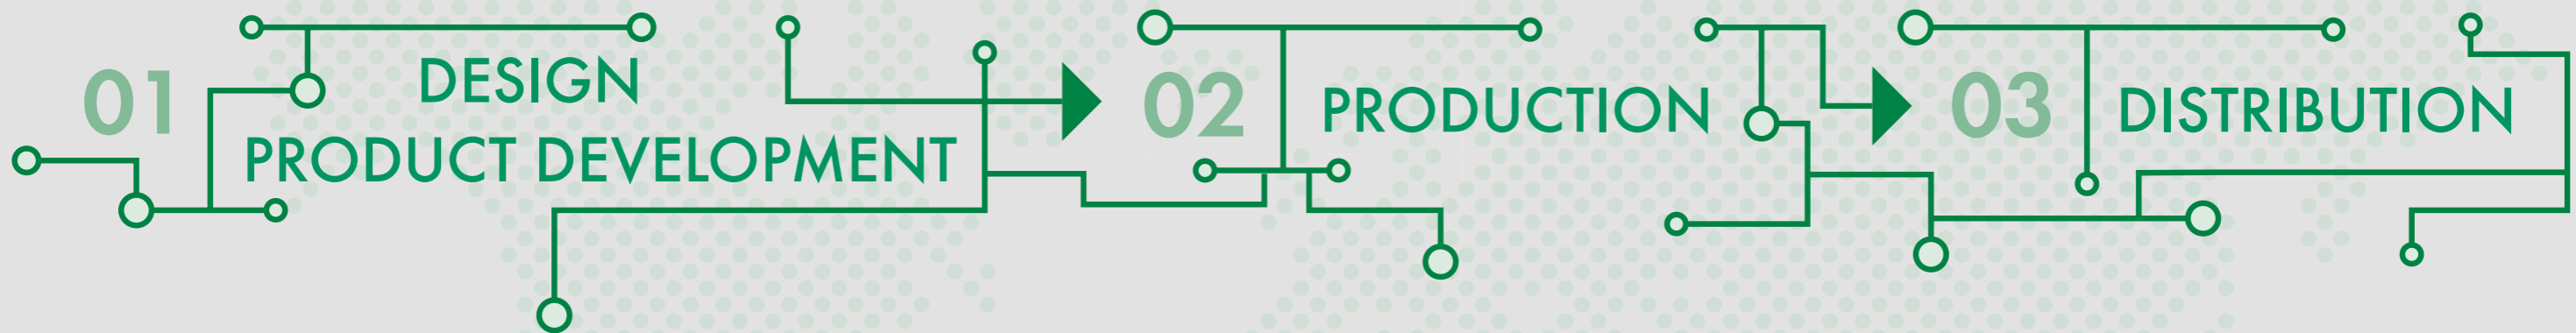 01
DESIGN
PRODUCT DEVELOPMENT
02
PRODUCTION
03
DISTRIBUTION